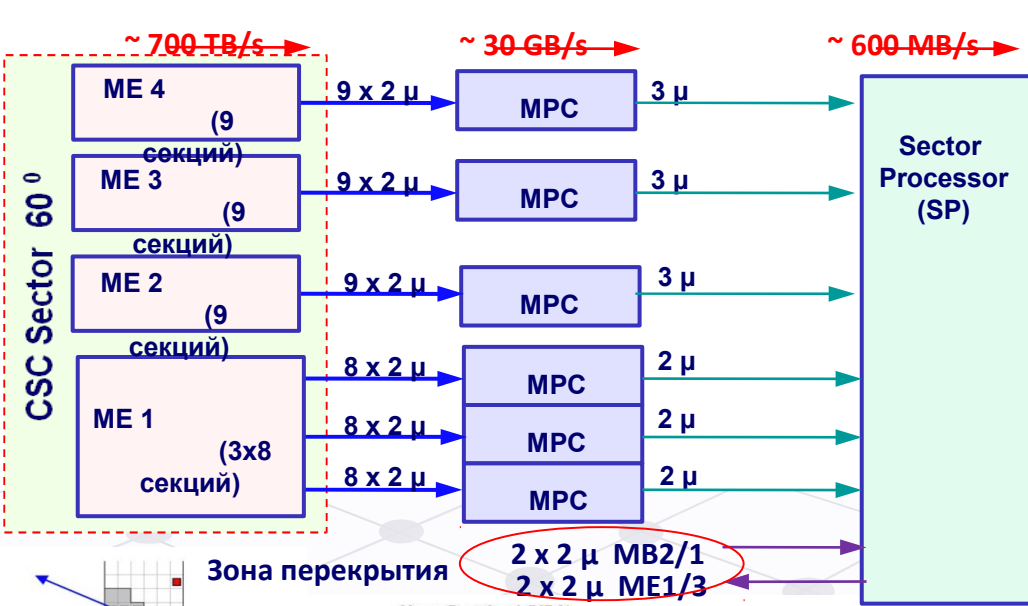 ~ 700 TB/s
~ 30 GB/s
~ 600 MB/s
CSC Sector 60⁰
ME 4
(9
секций)
9 x 2 μ
MPC
3 μ
ME 3
(9
секций)
9 x 2 μ
MPC
3 μ
ME 2
(9
секций)
9 x 2 μ
MPC
3 μ
ME 1
(3x8
секций)
8 x 2 μ
MPC
2 μ
8 x 2 μ
MPC
2 μ
8 x 2 μ
MPC
2 μ
Sector
Processor
(SP)
Зона перекрытия
2 x 2 μ MB2/1
2 x 2 μ ME1/3